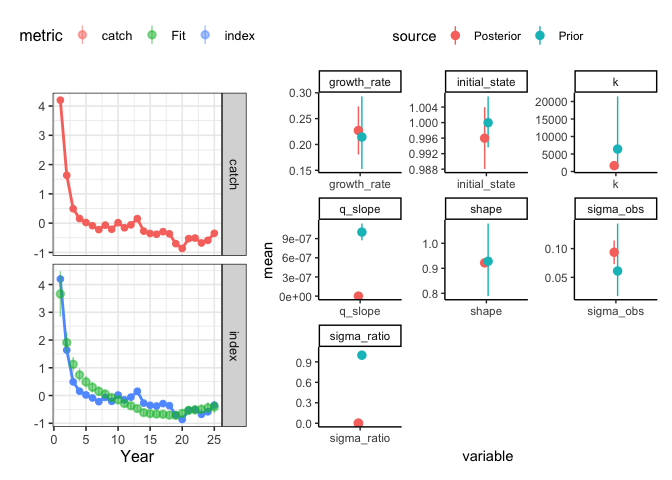 metric catch Fit index
source Posterior Prior
4
3
2
1
0
-1
catch
4
3
2
1
0
-1
index
0 5 10 15 20 25
Year
mean
growth_rate
0.30
0.25
0.20
0.15
growth_rate
initial_state
1.004
1.000
0.996
0.992
0.988
initial_state
k
20000
15000
10000
5000
0
k
q_slope
9e-07
6e-07
3e-07
0e+00
q_slope
shape
1.0
0.9
0.8
shape
sigma_obs
0.10
0.05
sigma_obs
sigma_ratio
0.9
0.6
0.3
0.0
sigma_ratio
variable